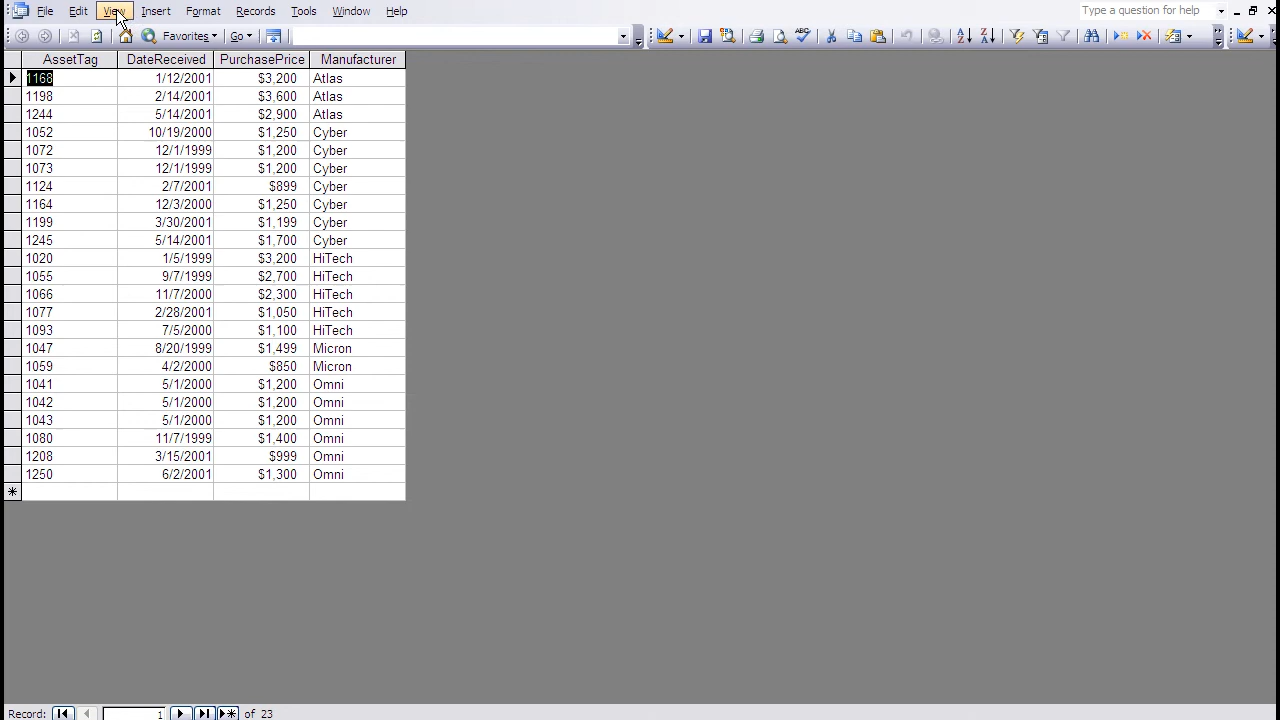 File Edit View Insert Format Records Tools Window Help Type a question for help
Favorites Go
AssetTag DateReceived PurchasePrice Manufacturer
1168 1/12/2001 $3,200 Atlas
1198 2/14/2001 $3,600 Atlas
1244 5/14/2001 $2,900 Atlas
1052 10/19/2000 $1,250 Cyber
1072 12/1/1999 $1,200 Cyber
1073 12/1/1999 $1,200 Cyber
1124 2/7/2001 $899 Cyber
1164 12/3/2000 $1,250 Cyber
1199 3/30/2001 $1,199 Cyber
1245 5/14/2001 $1,700 Cyber
1020 1/5/1999 $3,200 HiTech
1055 9/7/1999 $2,700 HiTech
1066 11/7/2000 $2,300 HiTech
1077 2/28/2001 $1,050 HiTech
1093 7/5/2000 $1,100 HiTech
1047 8/20/1999 $1,499 Micron
1059 4/2/2000 $850 Micron
1041 5/1/2000 $1,200 Omni
1042 5/1/2000 $1,200 Omni
1043 5/1/2000 $1,200 Omni
1080 11/7/1999 $1,400 Omni
1208 3/15/2001 $999 Omni
1250 6/2/2001 $1,300 Omni
Record: 1 of 23